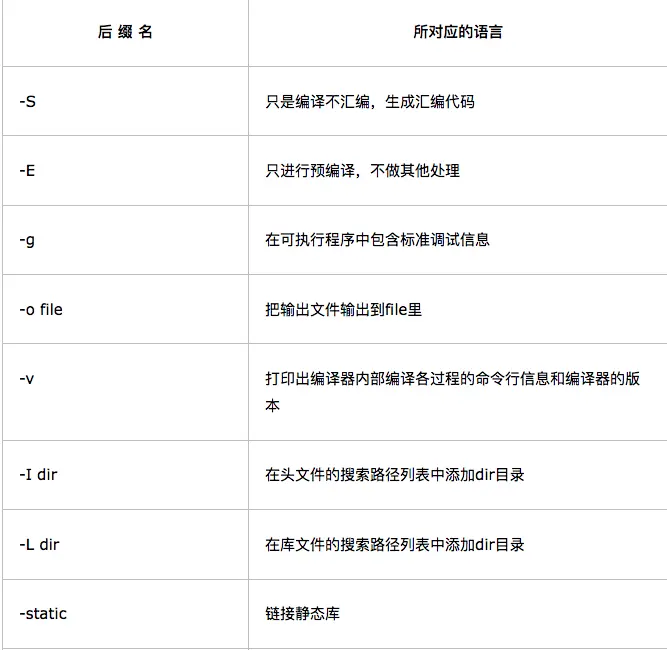 后 缀 名
所对应的语言
-S
只是编译不汇编，生成汇编代码
-E
只进行预编译，不做其他处理
-g
在可执行程序中包含标准调试信息
-o file
把输出文件输出到file里
-v
打印出编译器内部编译各过程的命令行信息和编译器的版
本
-I dir
在头文件的搜索路径列表中添加dir目录
-L dir
在库文件的搜索路径列表中添加dir目录
-static
链接静态库